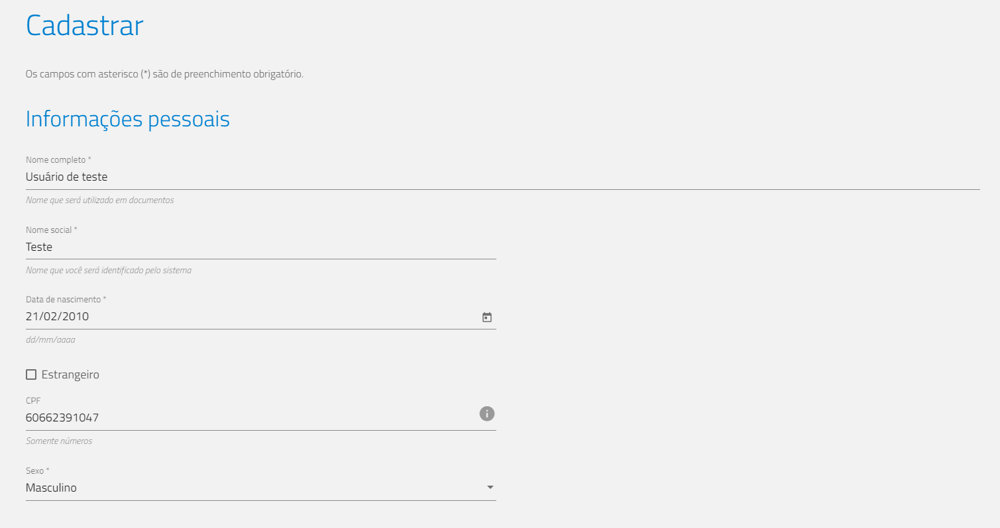 Cadastrar
Os campos com asterisco (*) são de preenchimento obrigatório.
Informações pessoais
Nome completo *
Usuário de teste
Nome que será utilizado em documentos
Nome social *
Teste
Nome que você será identificado pelo sistema
Data de nascimento *
21/02/2010
dd/mm/aaaa
Estrangeiro
CPF
60662391047
Somente números
Sexo *
Masculino